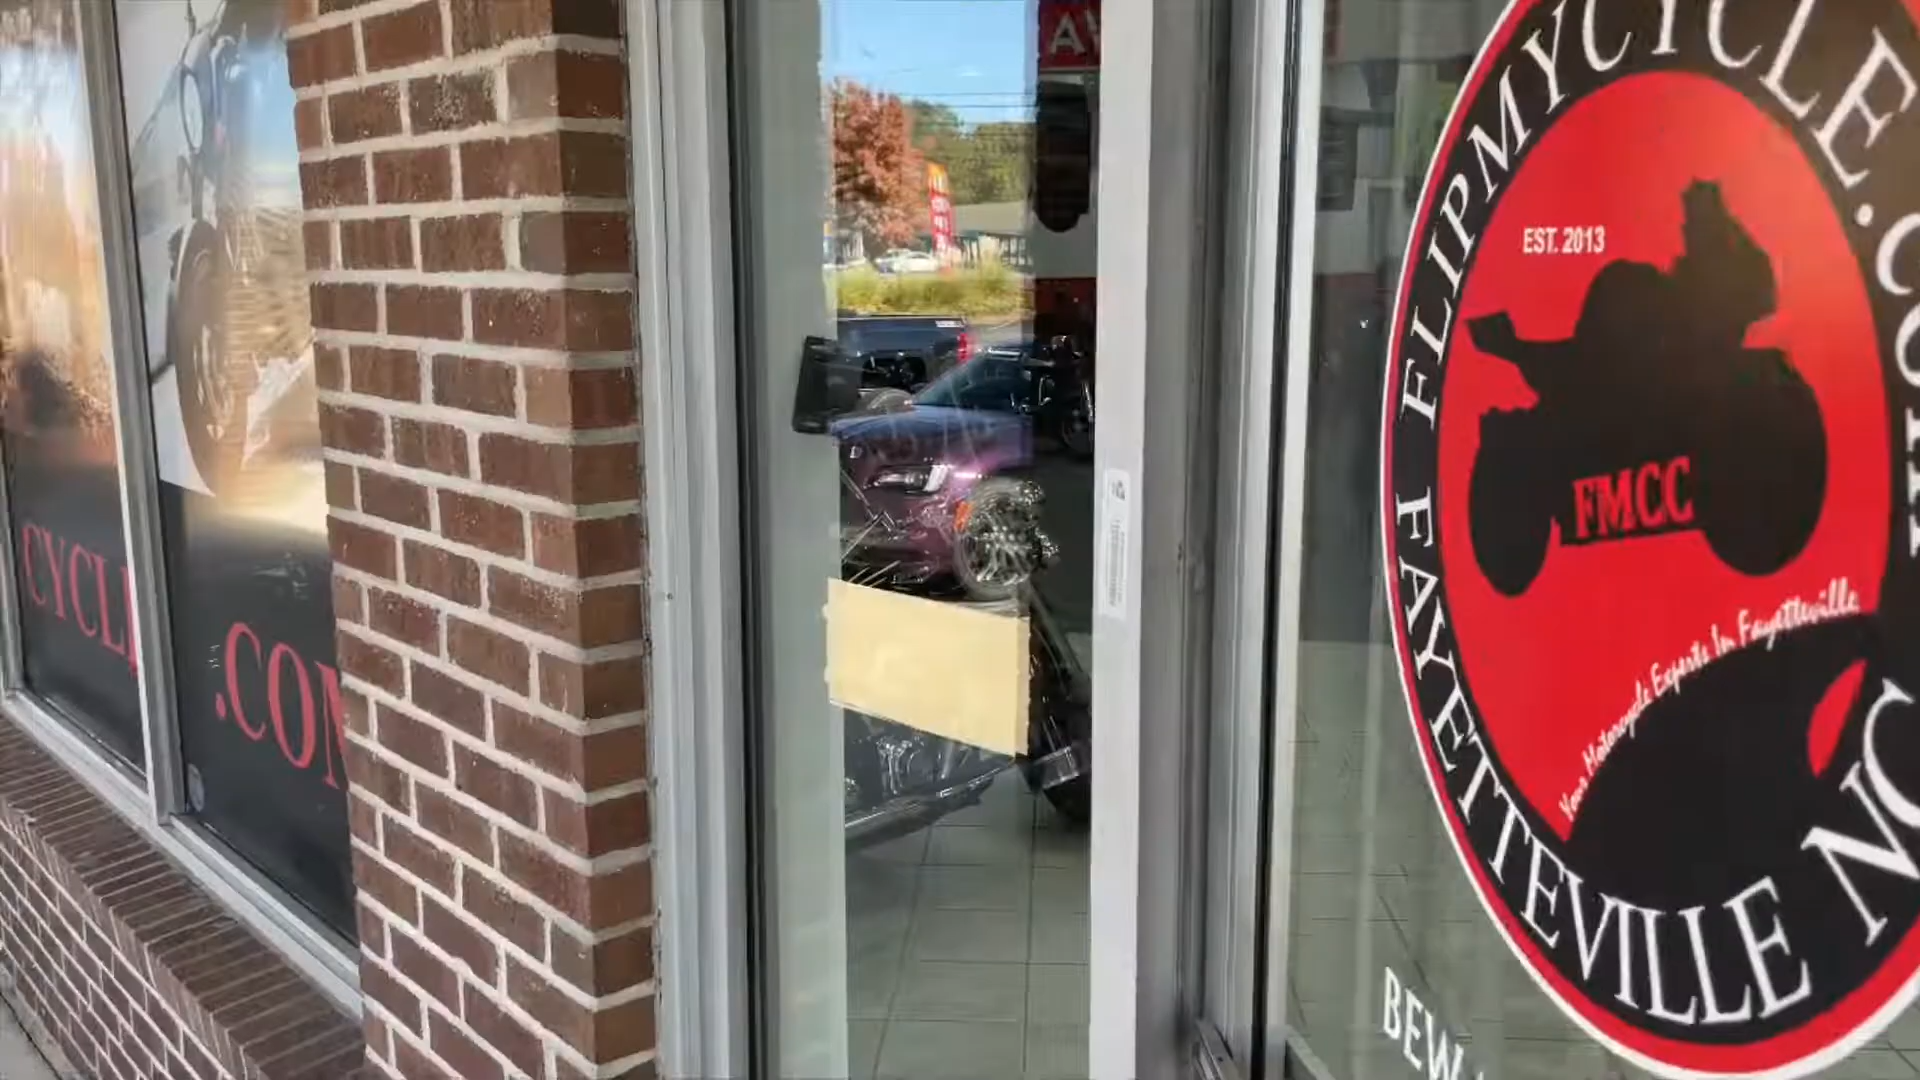 FLIPMYCYCLE.COM
EST. 2013
FMCC
Your Motorcycle Experts In Fayetteville
FAYETTEVILLE NC
CYCL
.COM